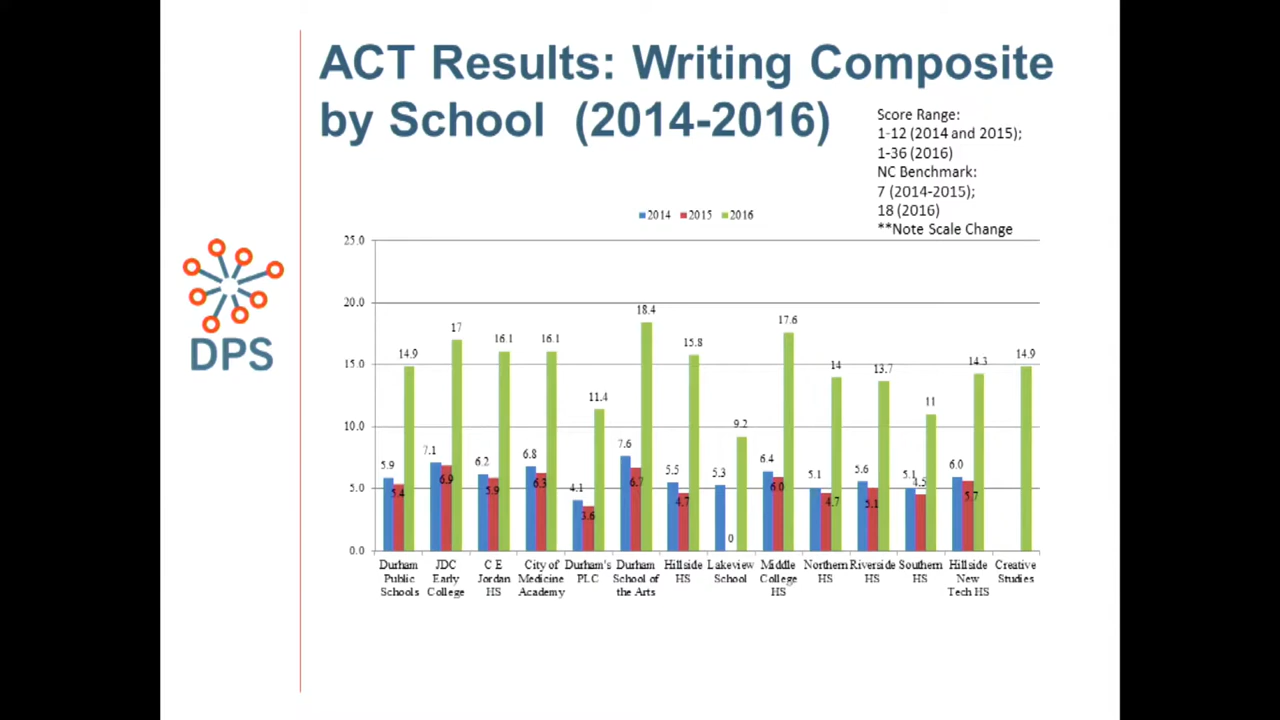 ACT Results: Writing Composite
by School (2014-2016)
Score Range:
1-12 (2014 and 2015);
1-36 (2016)
NC Benchmark:
7 (2014-2015);
18 (2016)
**Note Scale Change
2014 2015 2016
25.0
20.0
15.0
10.0
5.0
0.0
5.9 5.4 14.9
7.1 6.9 17
6.2 5.9 16.1
6.8 6.3 16.1
4.1 3.6 11.4
7.6 6.7 18.4
5.5 4.7 15.8
5.3 0 9.2
6.4 6.0 17.6
5.1 4.7 14
5.6 5.1 13.7
5.1 4.5 11
6.0 5.7 14.3
14.9
Durham
Public
Schools
JDC
Early
College
C E
Jordan
HS
City of
Medicine
Academy
Durham's
PLC
Durham
School of
the Arts
Hillside
HS
Lakeview
School
Middle
College
HS
Northern
HS
Riverside
HS
Southern
HS
Hillside
New
Tech HS
Creative
Studies
DPS